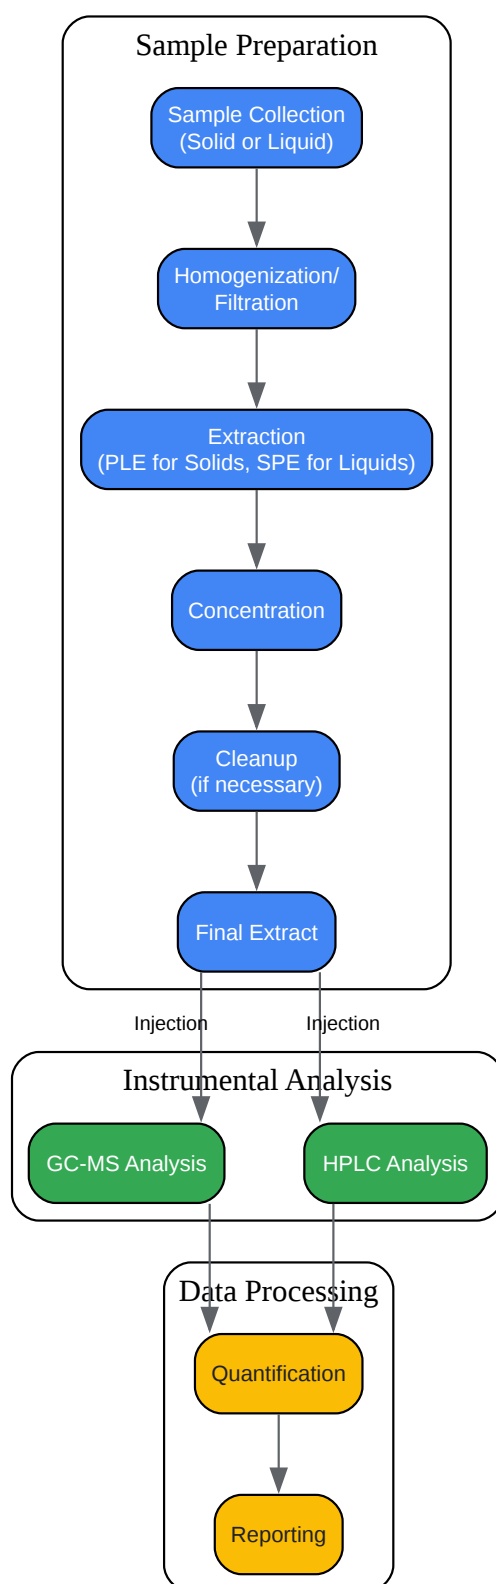 Sample Preparation
Sample Collection
(Solid or Liquid)
Homogenization/
Filtration
Extraction
(PLE for Solids, SPE for Liquids)
Concentration
Cleanup
(if necessary)
Final Extract
Injection
Injection
Instrumental Analysis
GC-MS Analysis
HPLC Analysis
Data Processing
Quantification
Reporting